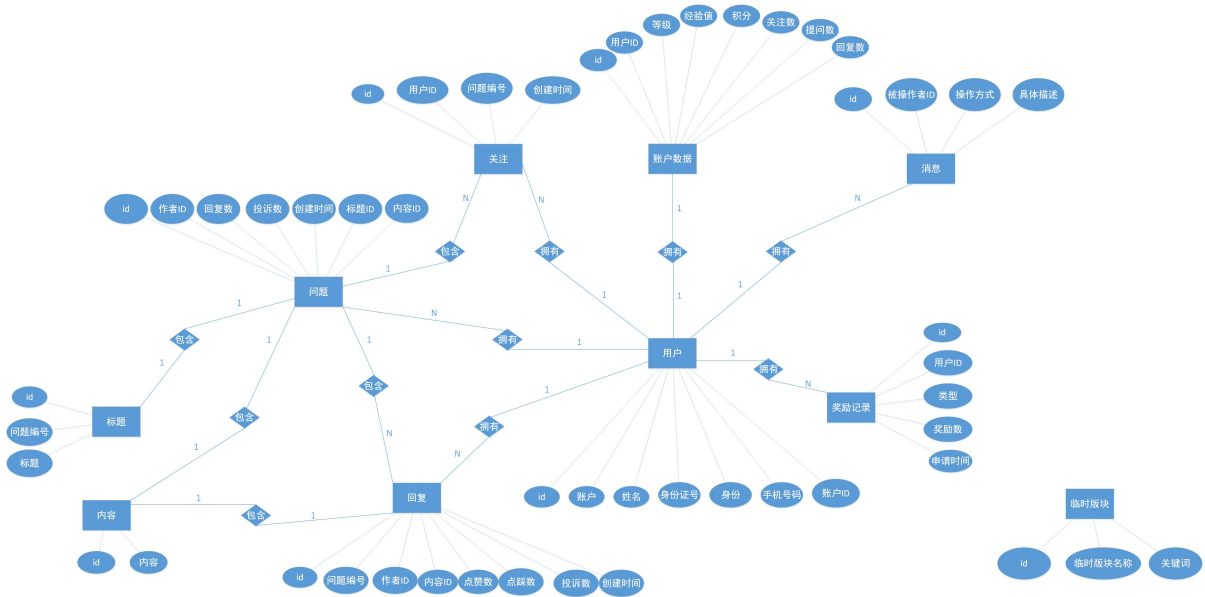 经验值
积分
关注数
等级
提问数
用户ID
回复数
id
id
用户ID
问题编号
创建时间
id
被操作者ID
操作方式
具体描述
关注
账户数据
消息
N
N
1
N
id
作者ID
回复数
投诉数
创建时间
标题ID
内容ID
包含
拥有
拥有
拥有
1
1
1
1
问题
1
N
包含
1
拥有
1
1
1
用户
1
id
用户ID
1
包含
拥有
N
类型
1
id
标题
问题编号
标题
包含
拥有
奖励记录
奖励数
N
1
N
申请时间
内容
1
包含
1
回复
id
账户
姓名
身份证号
身份
手机号码
账户ID
临时版块
id
内容
id
问题编号
作者ID
内容ID
点赞数
点踩数
投诉数
创建时间
id
临时版块名称
关键词